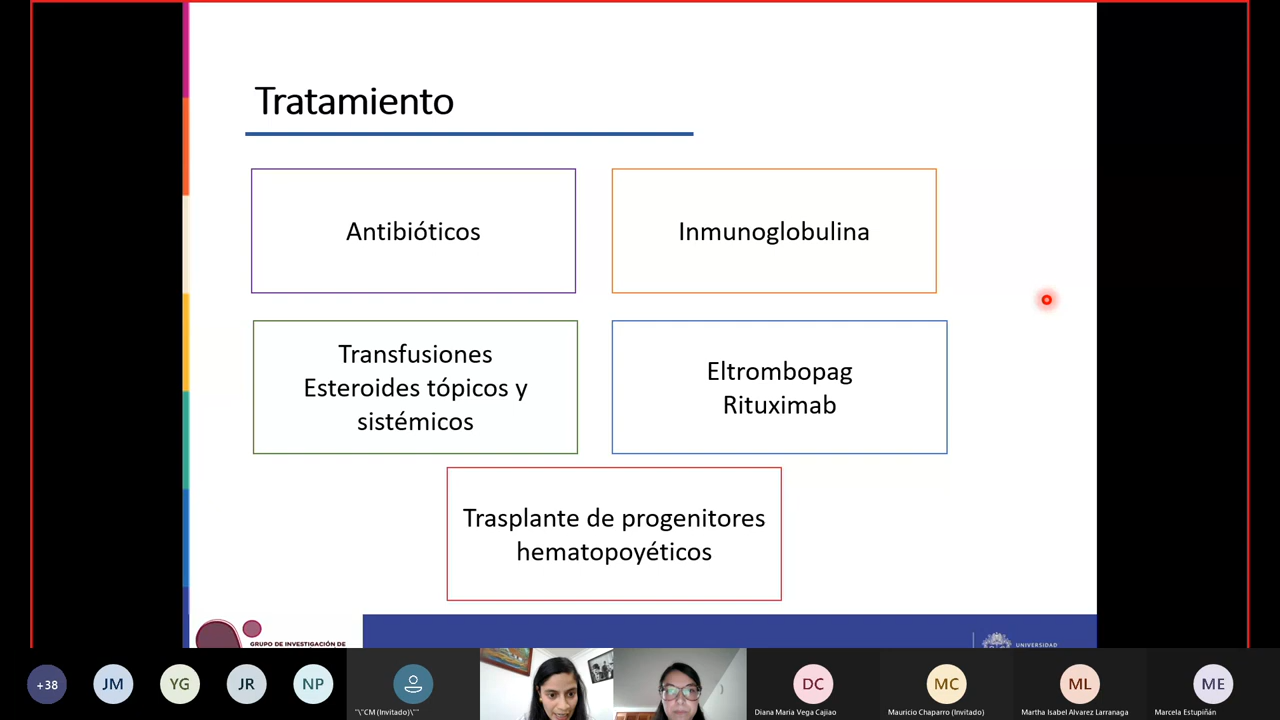 Tratamiento
Antibióticos
Inmunoglobulina
Transfusiones
Esteroides tópicos y
sistémicos
Eltrombopag
Rituximab
Trasplante de progenitores
hematopoyéticos
GRUPO DE INVESTIGACIÓN DE
UNIVERSIDAD
+38
JM
YG
JR
NP
"\"CM (Invitado)\""
DC
Diana Maria Vega Cajiao
MC
Mauricio Chaparro (Invitado)
ML
Martha Isabel Alvarez Larranaga
ME
Marcela Estupiñán